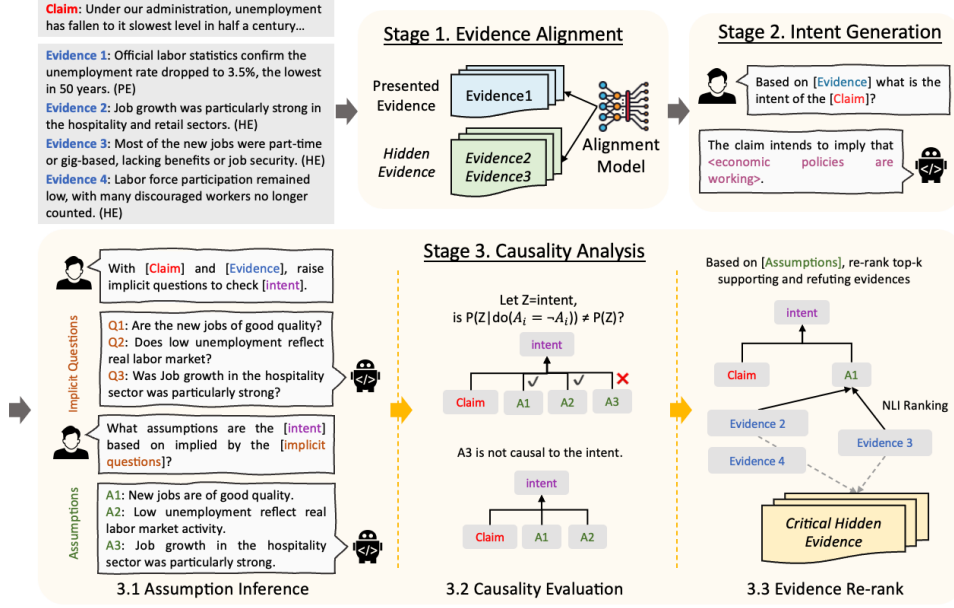 Claim: Under our administration, unemployment
has fallen to it slowest level in half a century...
Evidence 1: Official labor statistics confirm the
unemployment rate dropped to 3.5%, the lowest
in 50 years. (PE)
Evidence 2: Job growth was particularly strong in
the hospitality and retail sectors. (HE)
Evidence 3: Most of the new jobs were part-time
or gig-based, lacking benefits or job security. (HE)
Evidence 4: Labor force participation remained
low, with many discouraged workers no longer
counted. (HE)
Stage 1. Evidence Alignment
Presented
Evidence
Evidence1
Hidden
Evidence
Evidence2
Evidence3
Alignment
Model
Stage 2. Intent Generation
Based on [Evidence] what is the
intent of the [Claim]?
The claim intends to imply that
<economic policies are
working>.
</>
Stage 3. Causality Analysis
With [Claim] and [Evidence], raise
implicit questions to check [intent].
Implicit Questions
Q1: Are the new jobs of good quality?
Q2: Does low unemployment reflect
real labor market?
Q3: Was Job growth in the hospitality
sector was particularly strong?
</>
What assumptions are the [intent]
based on implied by the [implicit
questions]?
Assumptions
A1: New jobs are of good quality.
A2: Low unemployment reflect real
labor market activity.
A3: Job growth in the hospitality
sector was particularly strong.
</>
3.1 Assumption Inference
Let Z=intent,
is P(Z|do(A_i = ¬A_i)) ≠ P(Z)?
intent
Claim
A1
A2
A3
A3 is not causal to the intent.
intent
Claim
A1
A2
3.2 Causality Evaluation
Based on [Assumptions], re-rank top-k
supporting and refuting evidences
intent
Claim
A1
NLI Ranking
Evidence 2
Evidence 3
Evidence 4
Critical Hidden
Evidence
3.3 Evidence Re-rank